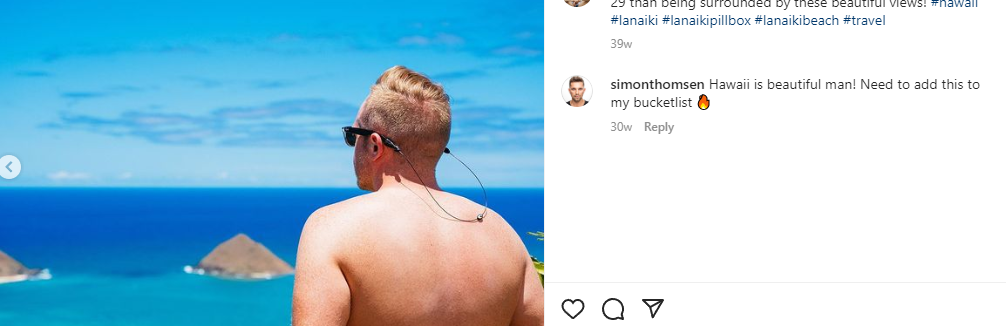 29 than being surrounded by these beautiful views! #hawaii
#lanaiki #lanaikipillbox #lanaikibeach #travel
39w
simonthomsen Hawaii is beautiful man! Need to add this to
my bucketlist 🔥
30w Reply